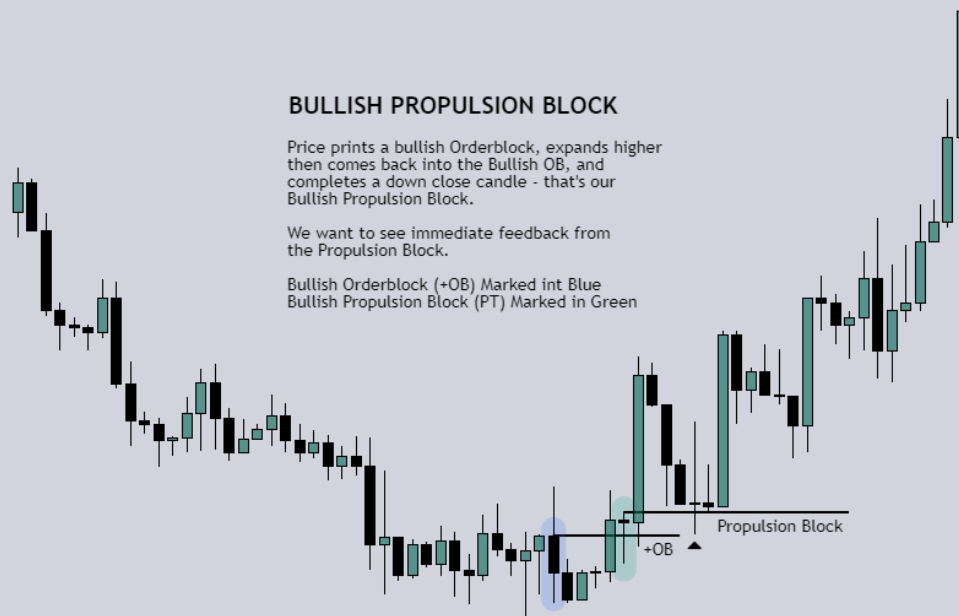 BULLISH PROPULSION BLOCK
Price prints a bullish Orderblock, expands higher
then comes back into the Bullish OB, and
completes a down close candle - that's our
Bullish Propulsion Block.
We want to see immediate feedback from
the Propulsion Block.
Bullish Orderblock (+OB) Marked int Blue
Bullish Propulsion Block (PT) Marked in Green
Propulsion Block
+OB